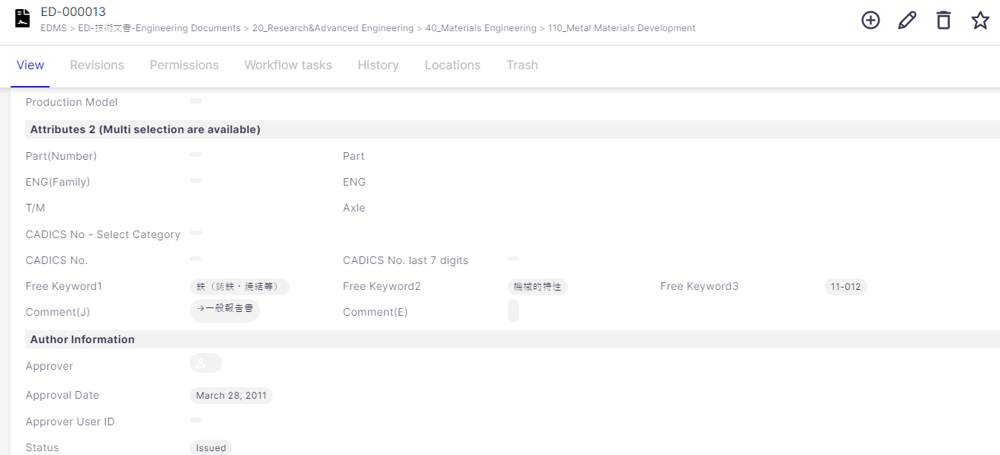 ED-000013
EDMS > ED-技術文書-Engineering Documents > 20_Research&Advanced Engineering > 40_Materials Engineering > 110_Metal Materials Development
View Revisions Permissions Workflow tasks History Locations Trash
Production Model
Attributes 2 (Multi selection are available)
Part(Number) Part
ENG(Family) ENG
T/M Axle
CADICS No - Select Category
CADICS No. CADICS No. last 7 digits
Free Keyword1 鉄（鋳鉄・焼結等） Free Keyword2 機械的特性 Free Keyword3 11-012
Comment(J) →一般報告書 Comment(E)
Author Information
Approver
Approval Date March 28, 2011
Approver User ID
Status Issued